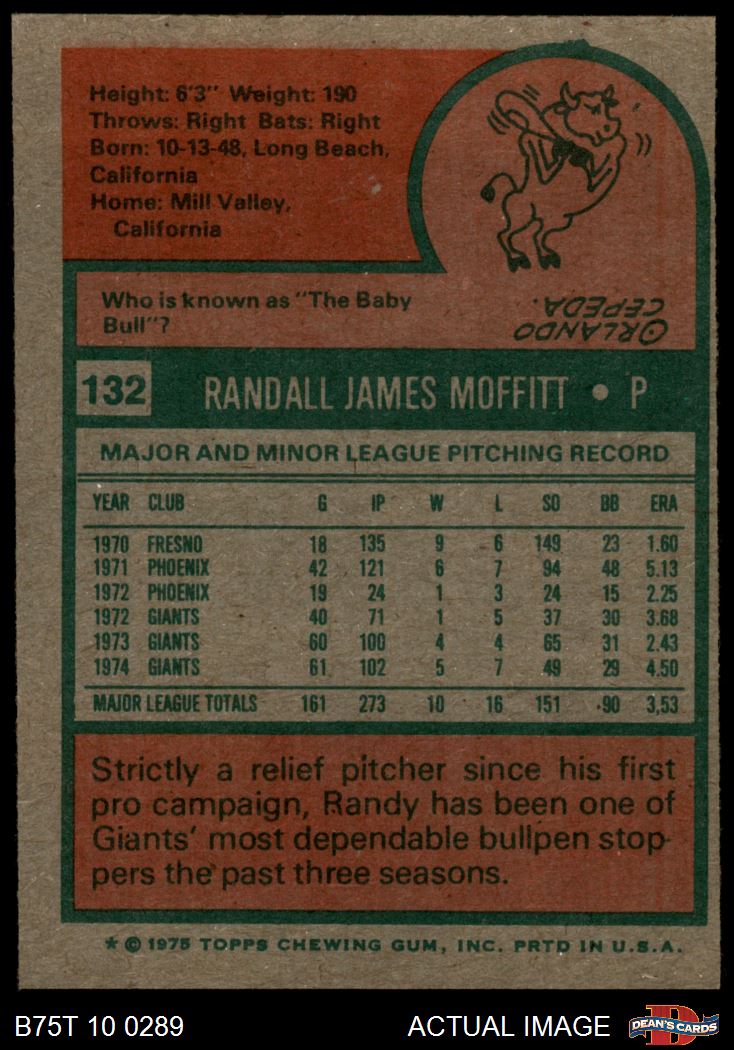 Height: 6'3" Weight: 190
Throws: Right Bats: Right
Born: 10-13-48, Long Beach,
California
Home: Mill Valley,
California
Who is known as "The Baby
Bull"?
ORLANDO
CEPEDA.
132 RANDALL JAMES MOFFITT • P
MAJOR AND MINOR LEAGUE PITCHING RECORD
YEAR CLUB G IP W L SO BB ERA
1970 FRESNO 18 135 9 6 149 23 1.60
1971 PHOENIX 42 121 6 7 94 48 5.13
1972 PHOENIX 19 24 1 3 24 15 2.25
1972 GIANTS 40 71 1 5 37 30 3.68
1973 GIANTS 60 100 4 4 65 31 2.43
1974 GIANTS 61 102 5 7 49 29 4.50
MAJOR LEAGUE TOTALS 161 273 10 16 151 90 3.53
Strictly a relief pitcher since his first
pro campaign, Randy has been one of
Giants' most dependable bullpen stop-
pers the past three seasons.
* © 1975 TOPPS CHEWING GUM, INC. PRTD IN U.S.A.
B75T 10 0289 ACTUAL IMAGE DEAN'S CARDS